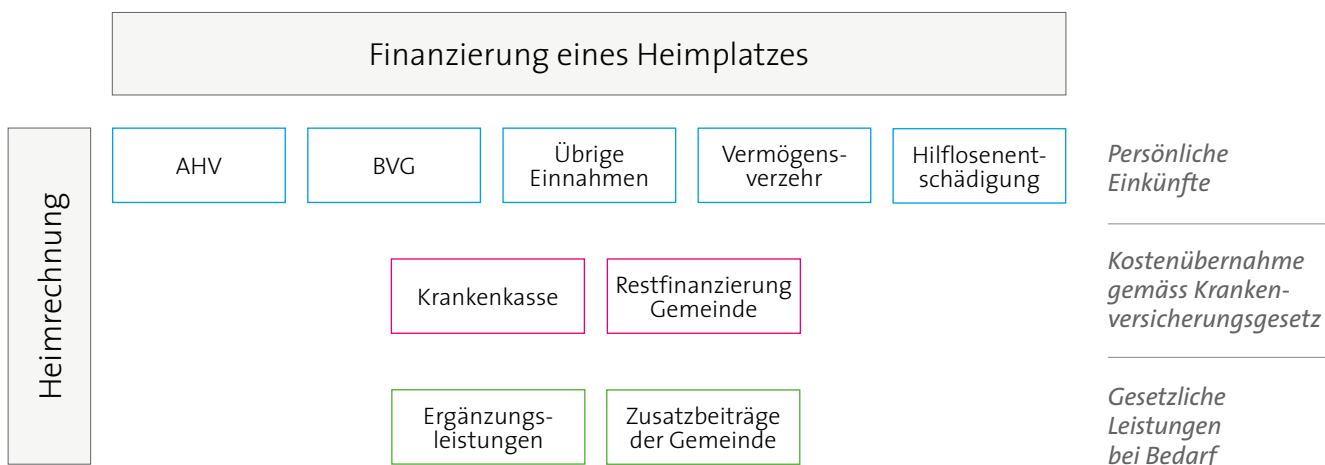 Finanzierung eines Heimplatzes
Heimrechnung
AHV
BVG
Übrige
Einnahmen
Vermögens-
verzehr
Hilflosenent-
schädigung
Persönliche
Einkünfte
Krankenkasse
Restfinanzierung
Gemeinde
Kostenübernahme
gemäss Kranken-
versicherungsgesetz
Ergänzungs-
leistungen
Zusatzbeiträge
der Gemeinde
Gesetzliche
Leistungen
bei Bedarf